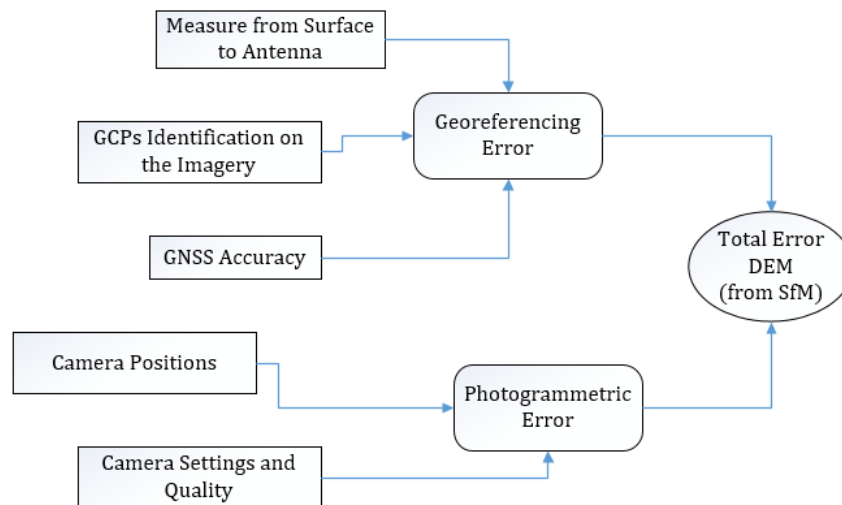 Measure from Surface
to Antenna
GCPs Identification on
the Imagery
GNSS Accuracy
Georeferencing
Error
Total Error
DEM
(from SfM)
Camera Positions
Photogrammetric
Error
Camera Settings and
Quality